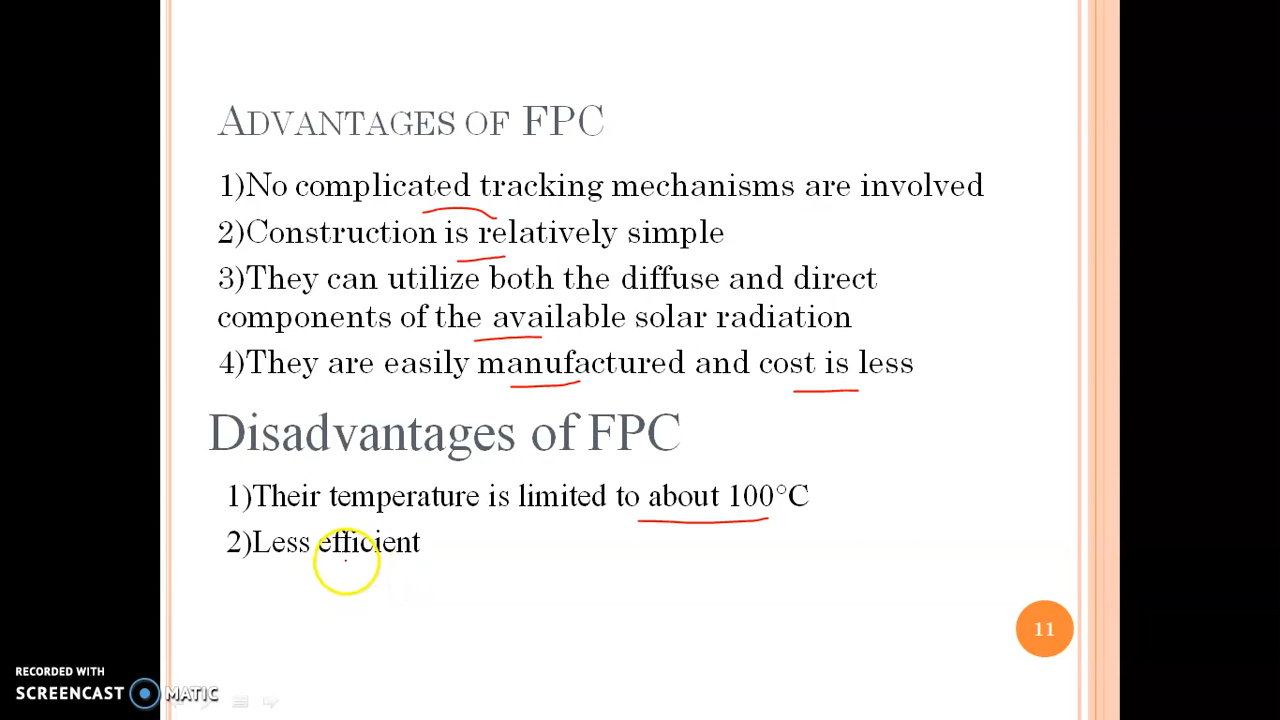 ADVANTAGES OF FPC
1)No complicated tracking mechanisms are involved
2)Construction is relatively simple
3)They can utilize both the diffuse and direct
components of the available solar radiation
4)They are easily manufactured and cost is less
Disadvantages of FPC
1)Their temperature is limited to about 100°C
2)Less efficient
11
RECORDED WITH
SCREENCAST MATIC